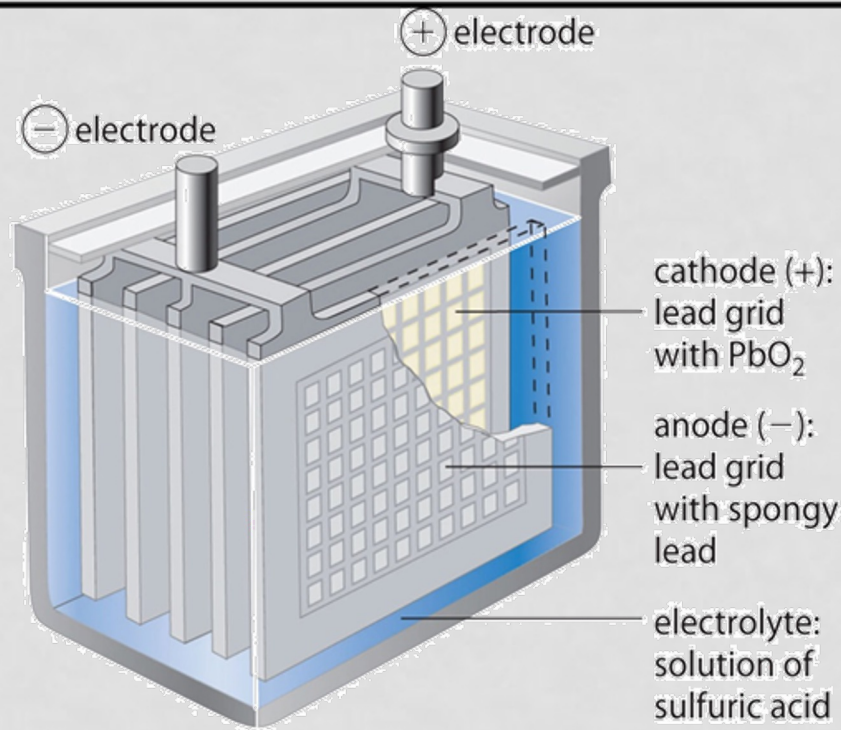 ⊕ electrode
⊖ electrode
cathode (+):
lead grid
with PbO₂
anode (−):
lead grid
with spongy
lead
electrolyte:
solution of
sulfuric acid